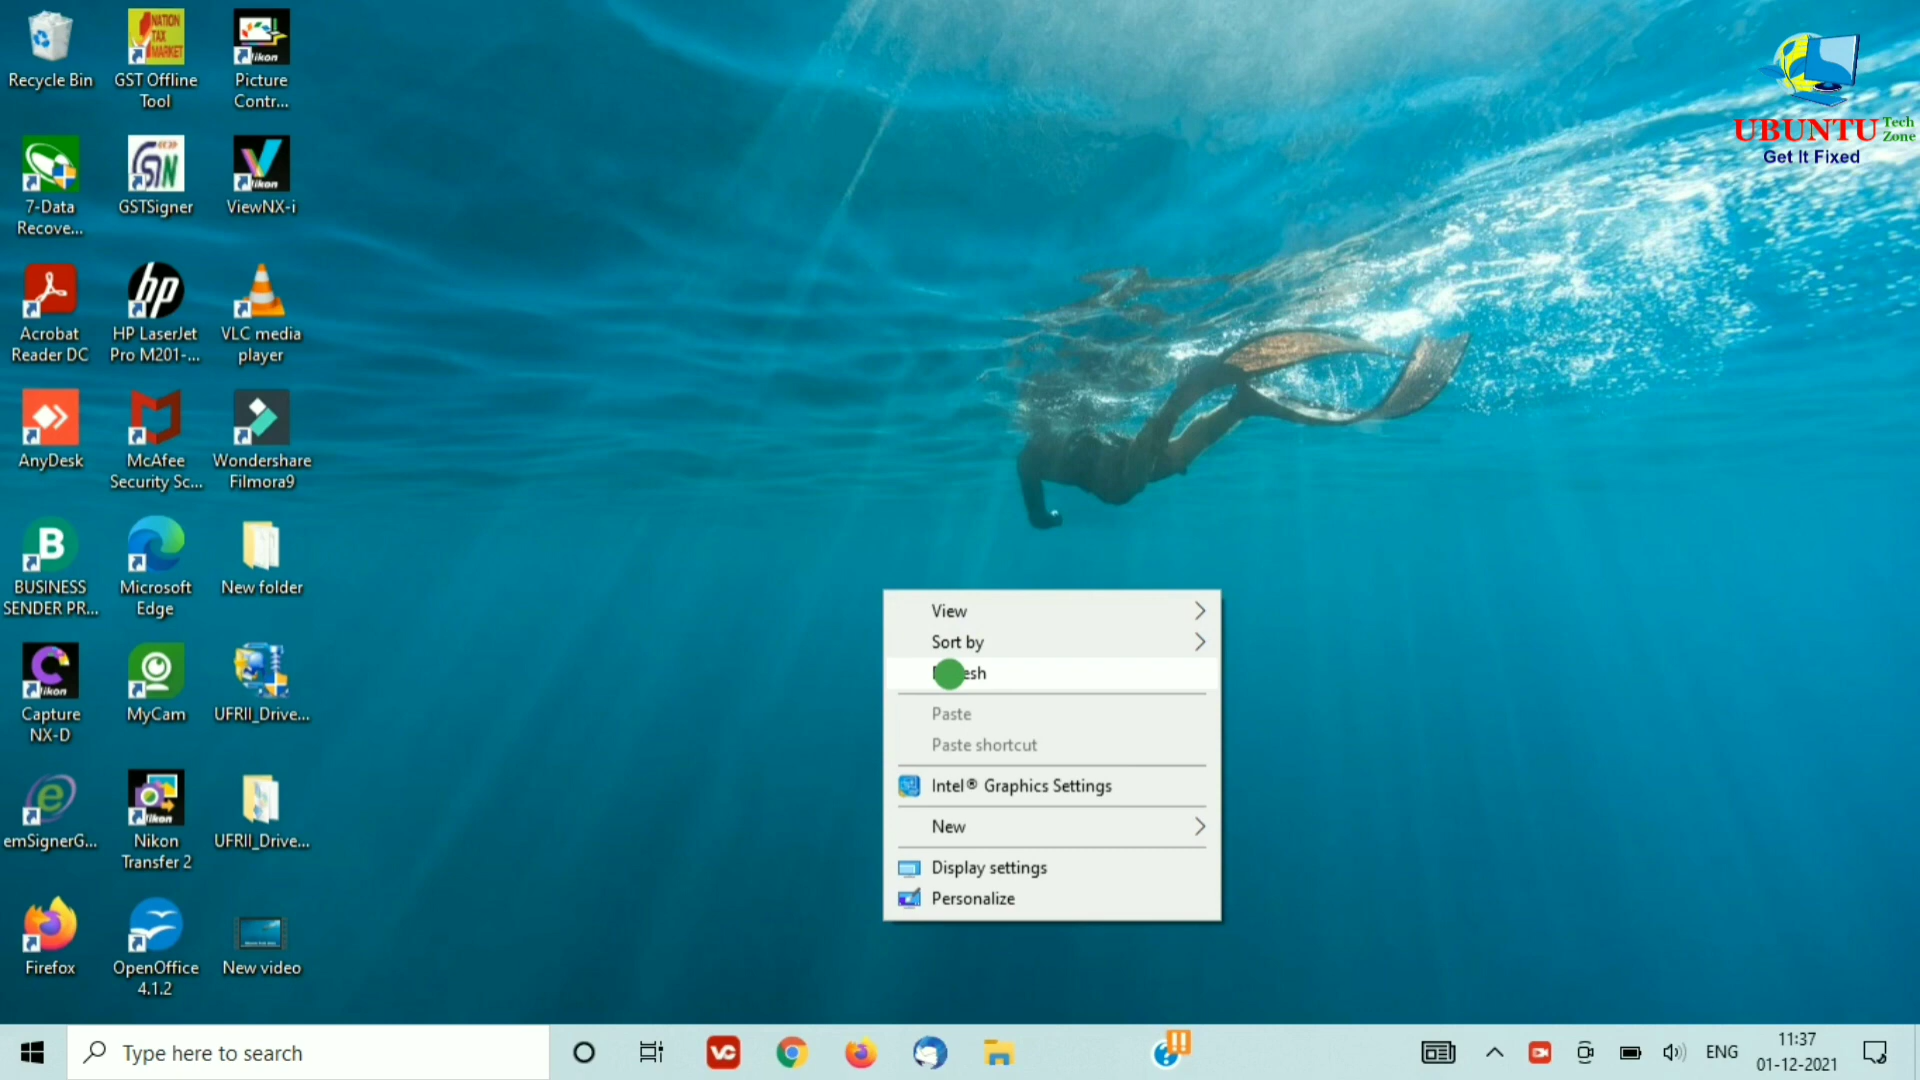 Recycle Bin
GST Offline
Tool
Picture
Contr...
NATION
TAX
MARKET
Nikon
7-Data
Recove...
GSTSigner
ViewNX-i
Acrobat
Reader DC
HP LaserJet
Pro M201-...
VLC media
player
AnyDesk
McAfee
Security Sc...
Wondershare
Filmora9
BUSINESS
SENDER PR...
Microsoft
Edge
New folder
Capture
NX-D
MyCam
UFRII_Drive...
emSignerG...
Nikon
Transfer 2
UFRII_Drive...
Firefox
OpenOffice
4.1.2
New video
UBUNTU Tech Zone
Get It Fixed
View
Sort by
Paste
Paste shortcut
Intel® Graphics Settings
New
Display settings
Personalize
Type here to search
ENG
11:37
01-12-2021